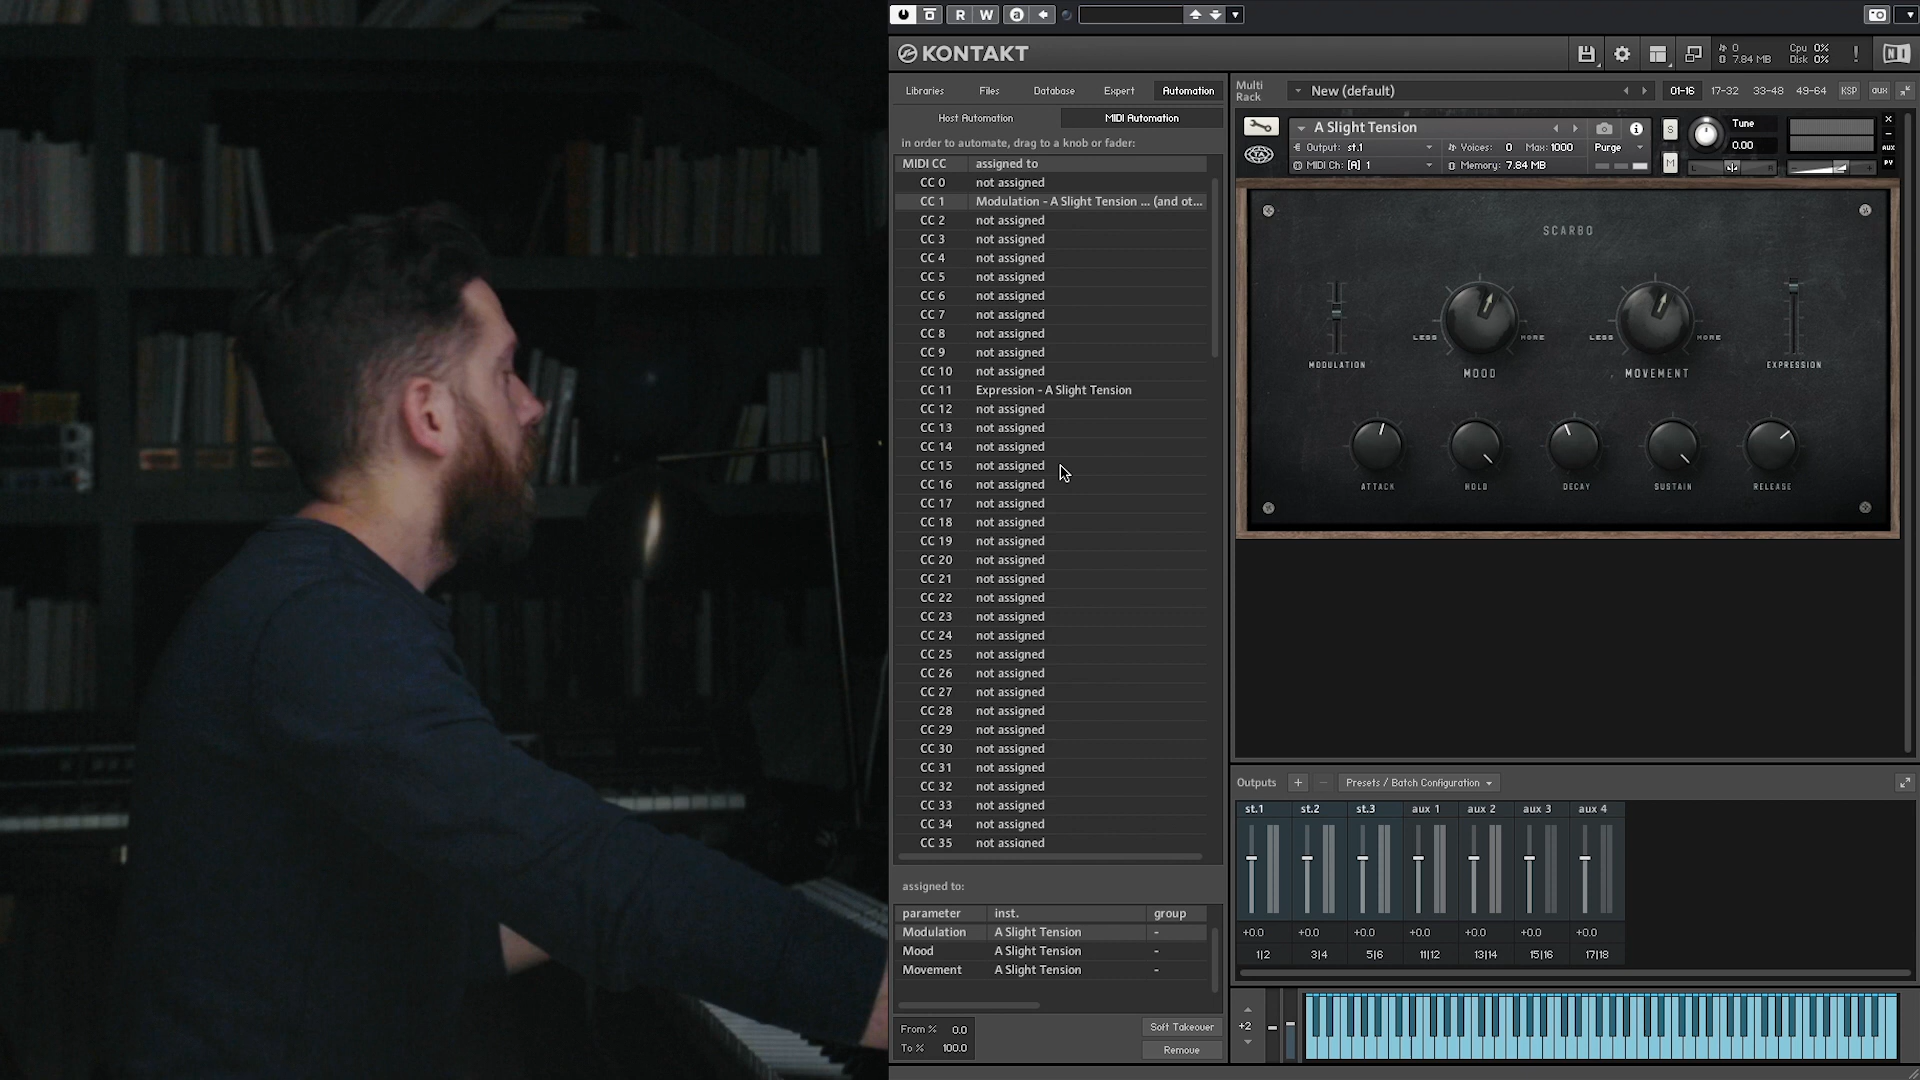 R W a
KONTAKT
0
0 7.84 MB
Cpu 0%
Disk 0%
!
NI
Libraries Files Database Expert Automation
Host Automation MIDI Automation
in order to automate, drag to a knob or fader:
MIDI CC assigned to
CC 0 not assigned
CC 1 Modulation - A Slight Tension ... (and ot...
CC 2 not assigned
CC 3 not assigned
CC 4 not assigned
CC 5 not assigned
CC 6 not assigned
CC 7 not assigned
CC 8 not assigned
CC 9 not assigned
CC 10 not assigned
CC 11 Expression - A Slight Tension
CC 12 not assigned
CC 13 not assigned
CC 14 not assigned
CC 15 not assigned
CC 16 not assigned
CC 17 not assigned
CC 18 not assigned
CC 19 not assigned
CC 20 not assigned
CC 21 not assigned
CC 22 not assigned
CC 23 not assigned
CC 24 not assigned
CC 25 not assigned
CC 26 not assigned
CC 27 not assigned
CC 28 not assigned
CC 29 not assigned
CC 30 not assigned
CC 31 not assigned
CC 32 not assigned
CC 33 not assigned
CC 34 not assigned
CC 35 not assigned
assigned to:
parameter inst. group
Modulation A Slight Tension -
Mood A Slight Tension -
Movement A Slight Tension -
From % 0.0
To % 100.0
Soft Takeover
Remove
Multi
Rack
New (default)
01-16 17-32 33-48 49-64 KSP aux
A Slight Tension
Output: st.1 Voices: 0 Max: 1000 Purge
MIDI Ch: [A] 1 Memory: 7.84 MB
S
M
Tune
0.00
L R
AUX
PV
SCARBO
MODULATION
LESS MORE
MOOD
LESS MORE
MOVEMENT
EXPRESSION
ATTACK HOLD DECAY SUSTAIN RELEASE
Outputs + - Presets / Batch Configuration
st.1 st.2 st.3 aux 1 aux 2 aux 3 aux 4
+0.0 +0.0 +0.0 +0.0 +0.0 +0.0 +0.0
1|2 3|4 5|6 11|12 13|14 15|16 17|18
+2